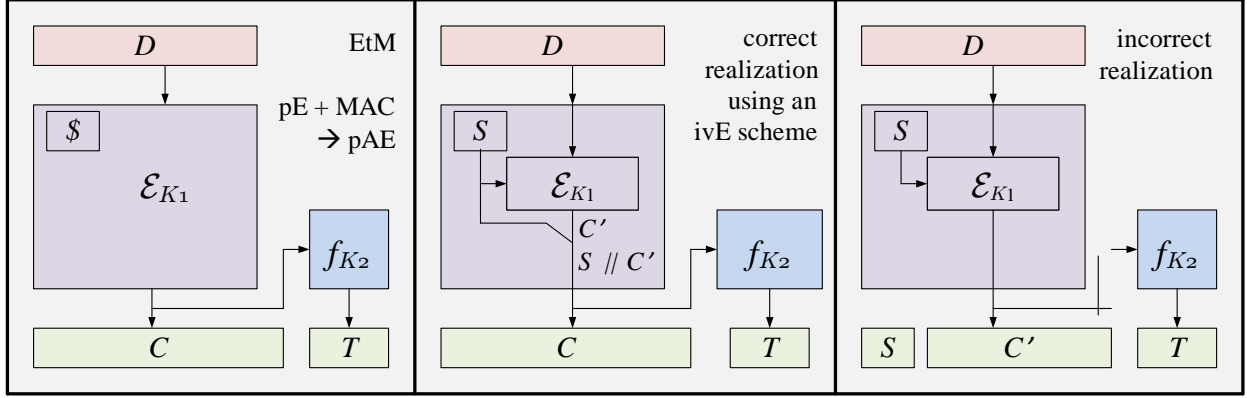 D
EtM
pE + MAC
→ pAE
$
ℰK1
fK2
C
T
D
correct
realization
using an
ivE scheme
S
ℰK1
C'
S // C'
fK2
C
T
D
incorrect
realization
S
ℰK1
fK2
S
C'
T